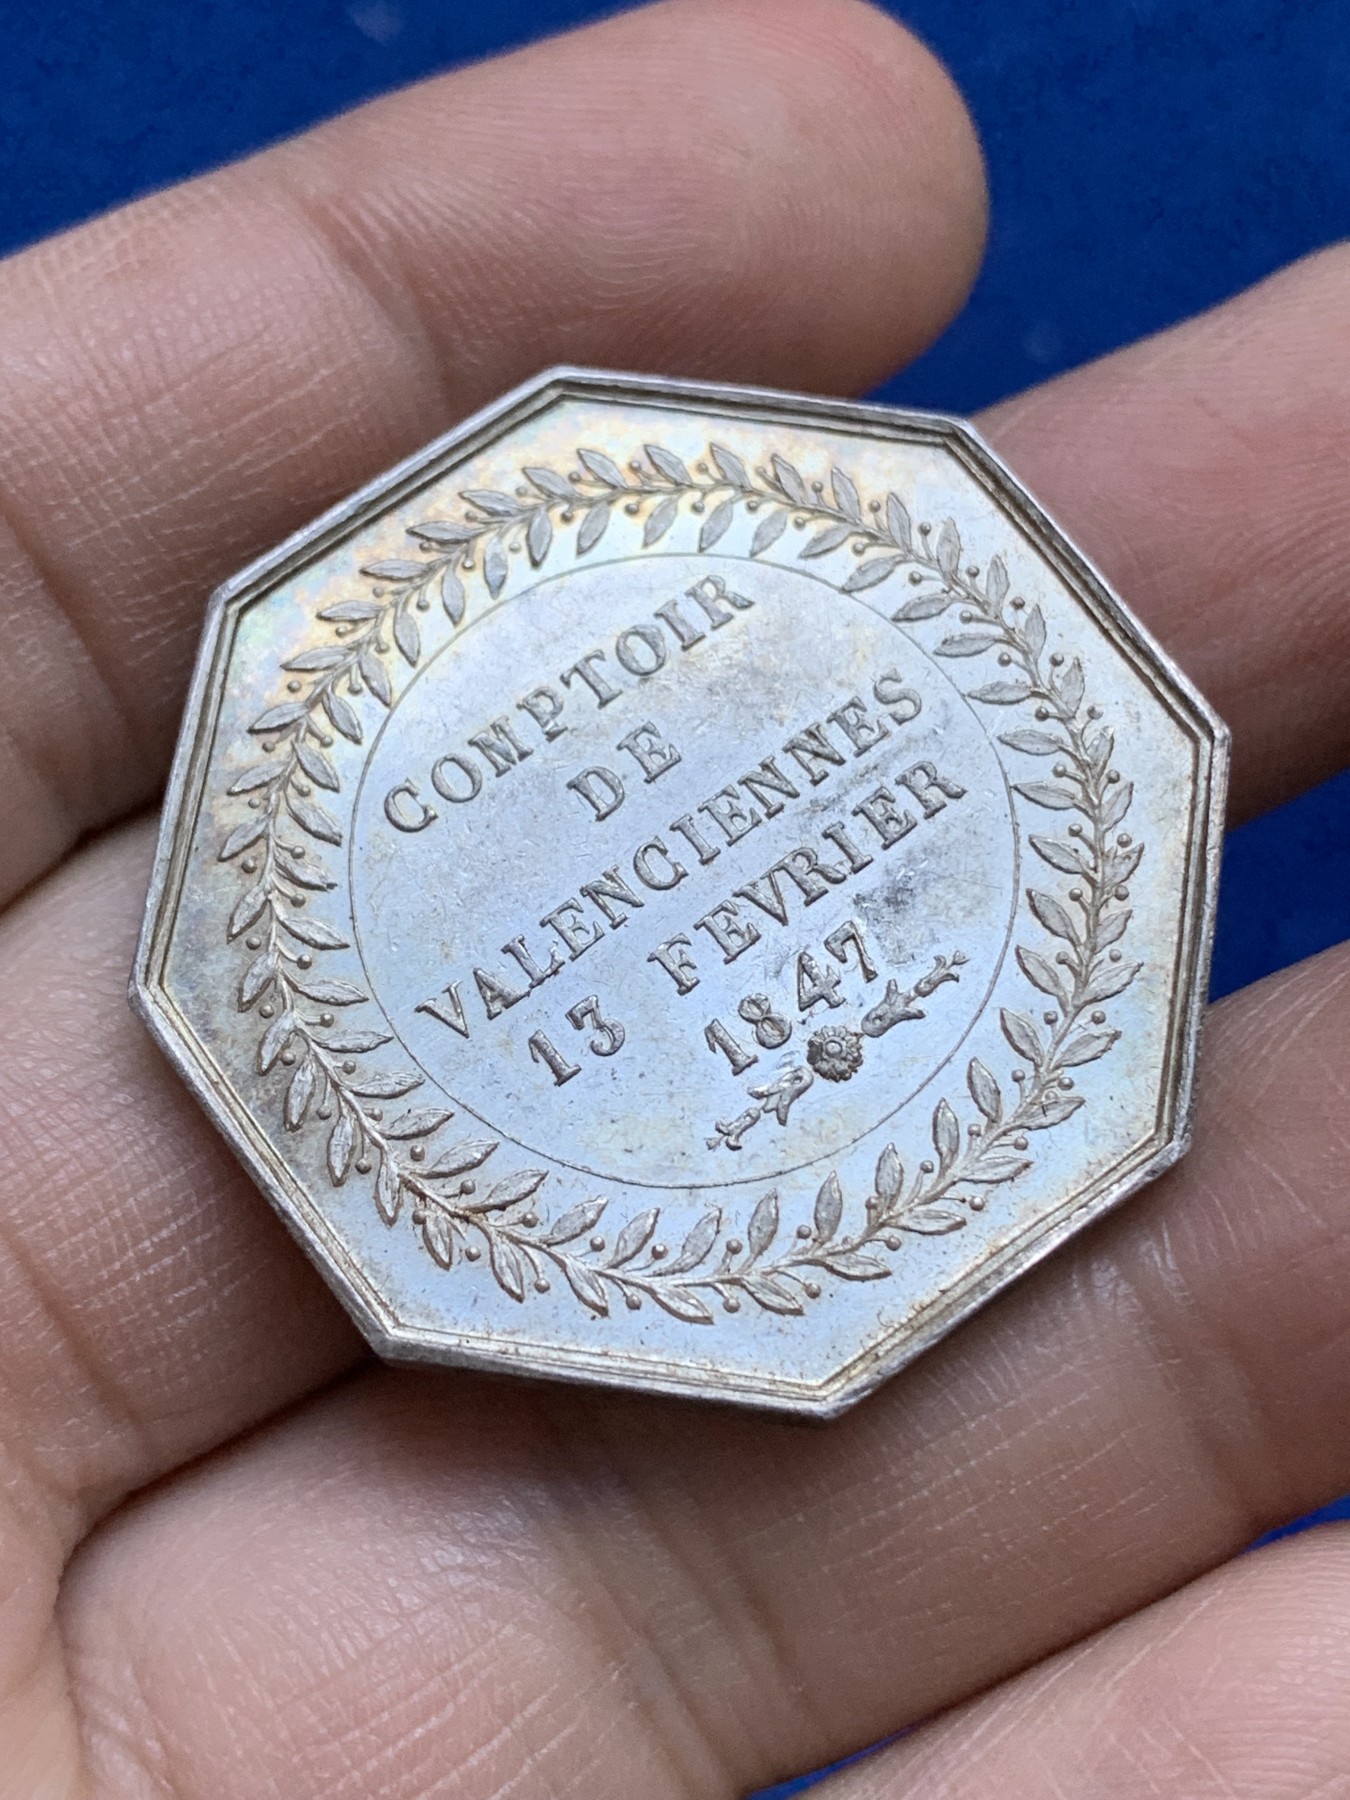 COMPTOIR
DE
VALENCIENNES
13 FEVRIER
1847